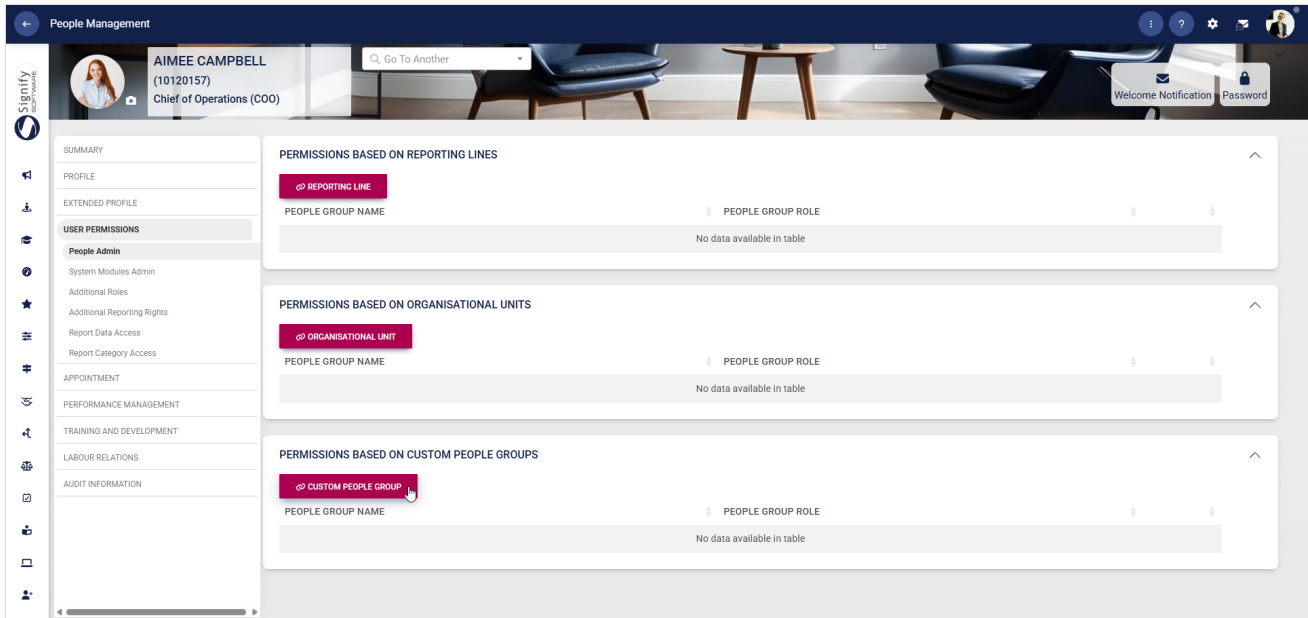 People Management
?
Signify
SOFTWARE
AIMEE CAMPBELL
(10120157)
Chief of Operations (COO)
Go To Another
Welcome Notification
Password
SUMMARY
PROFILE
EXTENDED PROFILE
USER PERMISSIONS
People Admin
System Modules Admin
Additional Roles
Additional Reporting Rights
Report Data Access
Report Category Access
APPOINTMENT
PERFORMANCE MANAGEMENT
TRAINING AND DEVELOPMENT
LABOUR RELATIONS
AUDIT INFORMATION
PERMISSIONS BASED ON REPORTING LINES
REPORTING LINE
PEOPLE GROUP NAME PEOPLE GROUP ROLE
No data available in table
PERMISSIONS BASED ON ORGANISATIONAL UNITS
ORGANISATIONAL UNIT
PEOPLE GROUP NAME PEOPLE GROUP ROLE
No data available in table
PERMISSIONS BASED ON CUSTOM PEOPLE GROUPS
CUSTOM PEOPLE GROUP
PEOPLE GROUP NAME PEOPLE GROUP ROLE
No data available in table